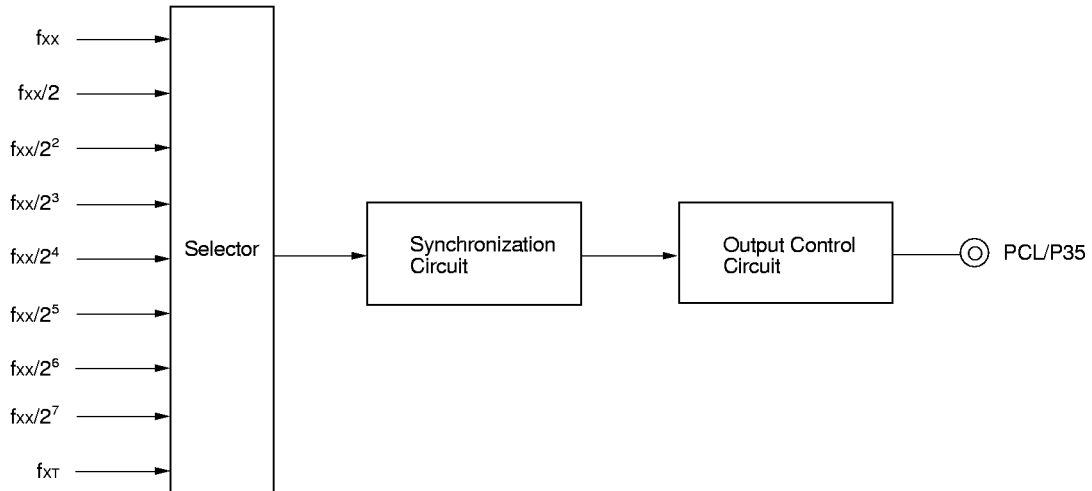 fxx
fxx/2
fxx/2²
fxx/2³
fxx/2⁴
fxx/2⁵
fxx/2⁶
fxx/2⁷
fXT
Selector
Synchronization
Circuit
Output Control
Circuit
PCL/P35